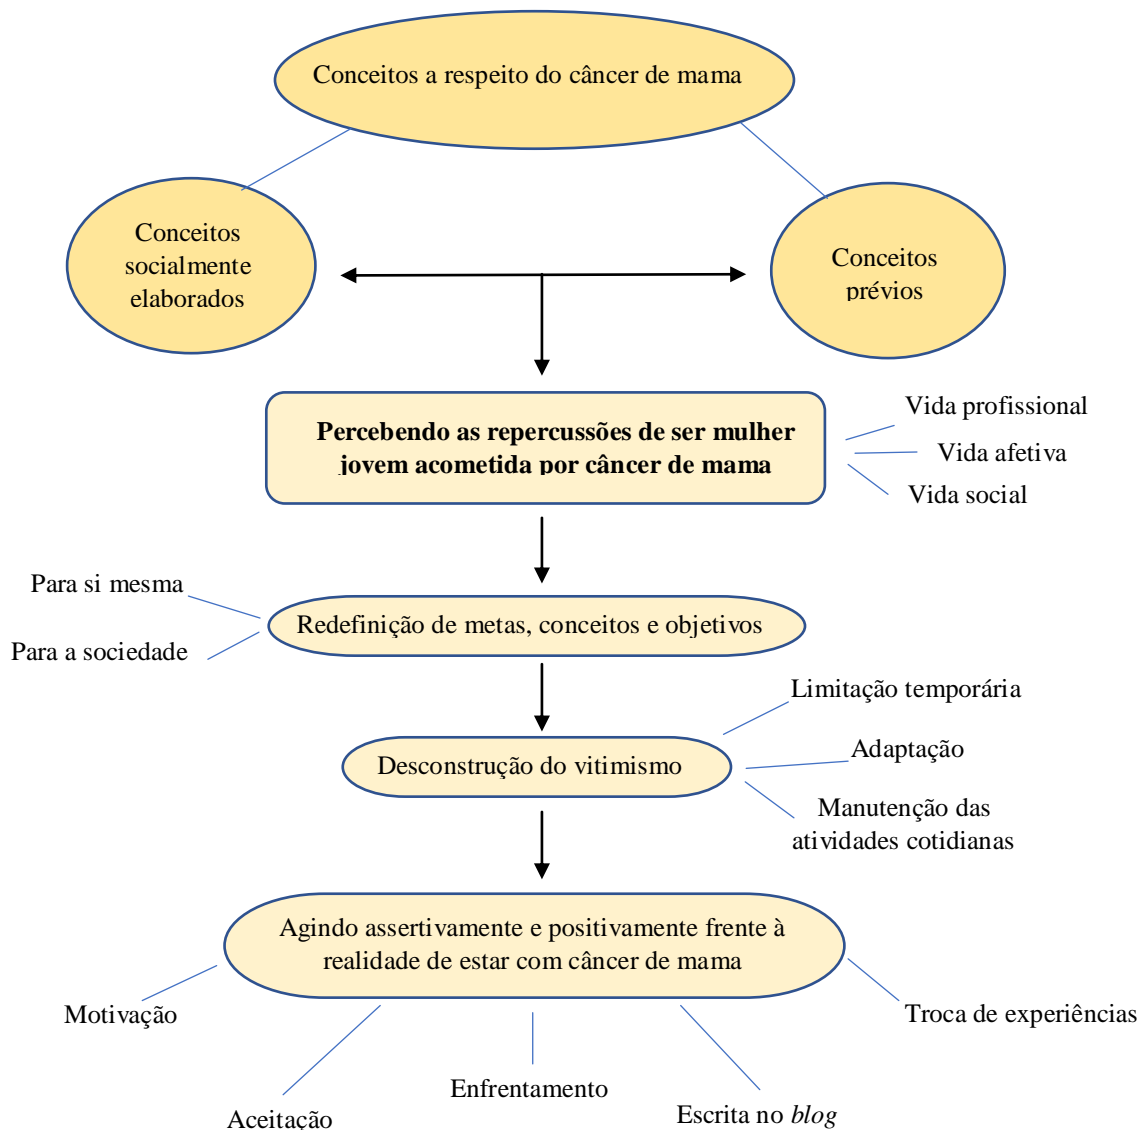 Conceitos a respeito do câncer de mama
Conceitos
socialmente
elaborados
Conceitos
prévios
Percebendo as repercussões de ser mulher
jovem acometida por câncer de mama
Vida profissional
Vida afetiva
Vida social
Para si mesma
Para a sociedade
Redefinição de metas, conceitos e objetivos
Limitação temporária
Desconstrução do vitimismo
Adaptação
Manutenção das
atividades cotidianas
Agindo assertivamente e positivamente frente à
realidade de estar com câncer de mama
Motivação
Aceitação
Enfrentamento
Escrita no blog
Troca de experiências